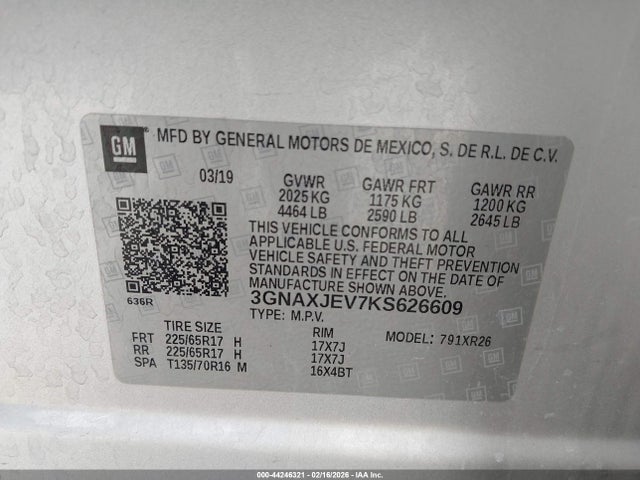 GM
MFD BY GENERAL MOTORS DE MEXICO, S. DE R.L. DE C.V.
03/19 GVWR GAWR FRT GAWR RR
2025 KG 1175 KG 1200 KG
4464 LB 2590 LB 2645 LB
THIS VEHICLE CONFORMS TO ALL
APPLICABLE U.S. FEDERAL MOTOR
VEHICLE SAFETY AND THEFT PREVENTION
STANDARDS IN EFFECT ON THE DATE OF
MANUFACTURE SHOWN ABOVE.
636R
3GNAXJEV7KS626609
TYPE: M.P.V. MODEL: 791XR26
TIRE SIZE RIM
FRT 225/65R17 H 17X7J
RR 225/65R17 H 17X7J
SPA T135/70R16 M 16X4BT
000-44246321 - 02/16/2026 - IAA Inc.